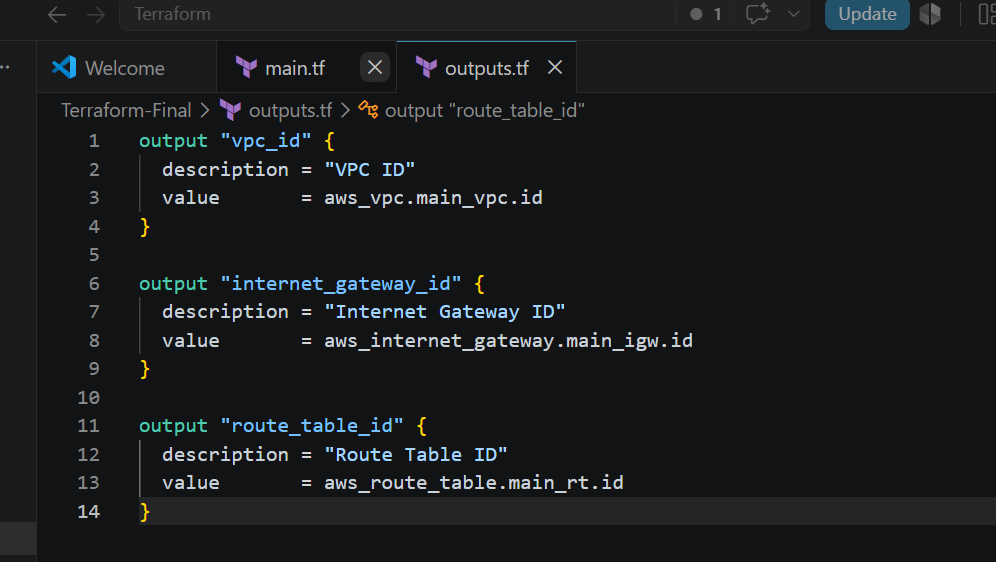 Terraform
1
Update
Welcome
main.tf
outputs.tf
Terraform-Final > outputs.tf > output "route_table_id"
1 output "vpc_id" {
2   description = "VPC ID"
3   value       = aws_vpc.main_vpc.id
4 }
5
6 output "internet_gateway_id" {
7   description = "Internet Gateway ID"
8   value       = aws_internet_gateway.main_igw.id
9 }
10
11 output "route_table_id" {
12   description = "Route Table ID"
13   value       = aws_route_table.main_rt.id
14 }